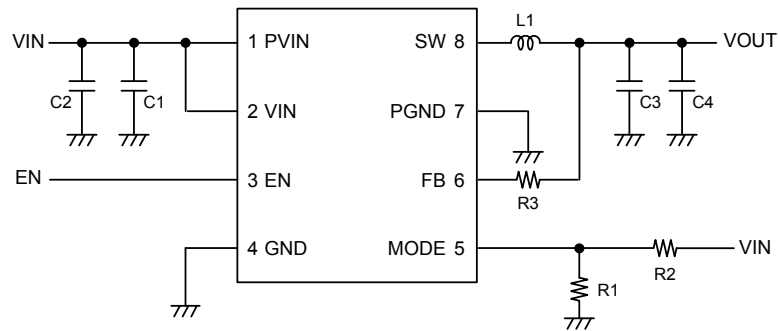 L1
VIN
1 PVIN
SW 8
VOUT
C2
C1
C3
C4
2 VIN
PGND 7
EN
3 EN
FB 6
R3
4 GND
MODE 5
VIN
R2
R1